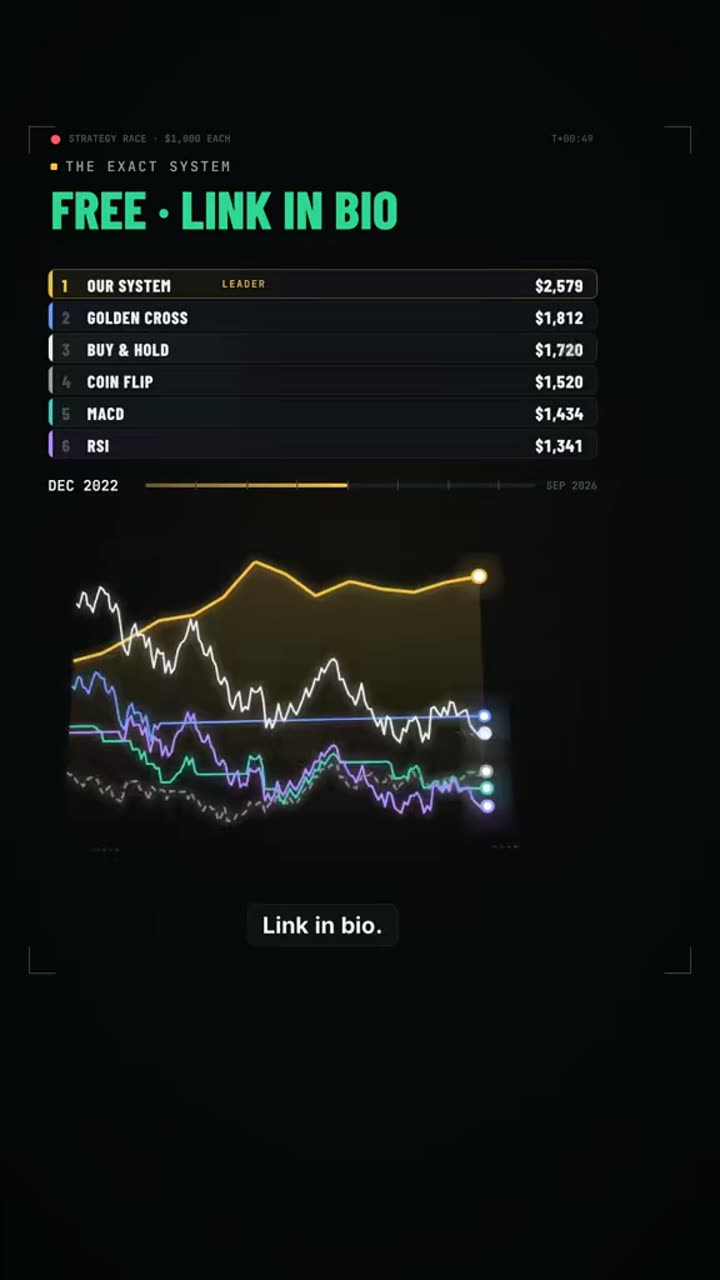 STRATEGY RACE · $1,000 EACH
T+00:49
THE EXACT SYSTEM
FREE · LINK IN BIO
1 OUR SYSTEM LEADER $2,579
2 GOLDEN CROSS $1,812
3 BUY & HOLD $1,720
4 COIN FLIP $1,520
5 MACD $1,434
6 RSI $1,341
DEC 2022 SEP 2026
Link in bio.